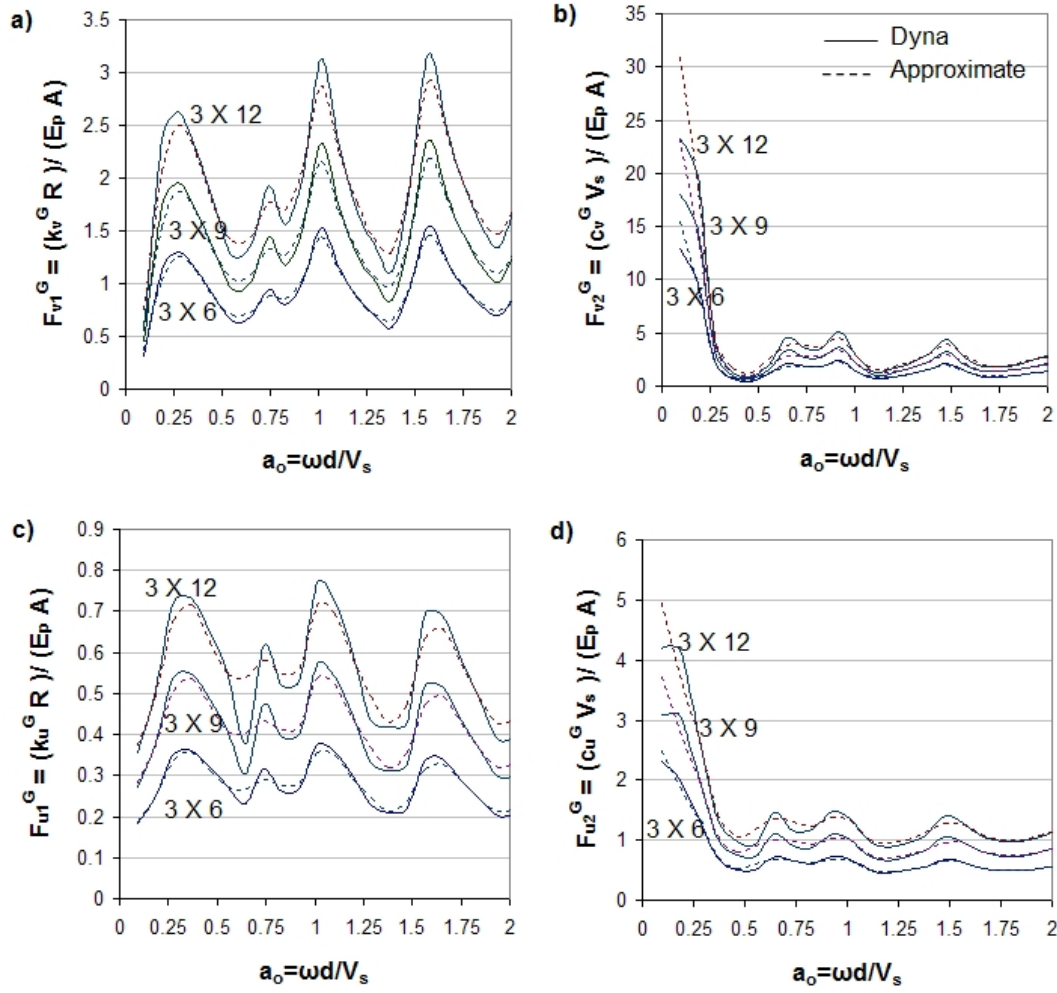 a)
F_v1^G = (k_v^G R )/ (E_p A)
3.5
3
2.5
2
1.5
1
0.5
0
3 X 12
3 X 9
3 X 6
0 0.25 0.5 0.75 1 1.25 1.5 1.75 2
a_o=ωd/V_s
b)
F_v2^G = (c_v^G V_s )/ (E_p A)
35
30
25
20
15
10
5
0
Dyna
Approximate
3 X 12
3 X 9
3 X 6
0 0.25 0.5 0.75 1 1.25 1.5 1.75 2
a_o=ωd/V_s
c)
F_u1^G = (k_u^G R )/ (E_p A)
0.9
0.8
0.7
0.6
0.5
0.4
0.3
0.2
0.1
0
3 X 12
3 X 9
3 X 6
0 0.25 0.5 0.75 1 1.25 1.5 1.75 2
a_o=ωd/V_s
d)
F_u2^G = (c_u^G V_s )/ (E_p A)
6
5
4
3
2
1
0
3 X 12
3 X 9
3 X 6
0 0.25 0.5 0.75 1 1.25 1.5 1.75 2
a_o=ωd/V_s